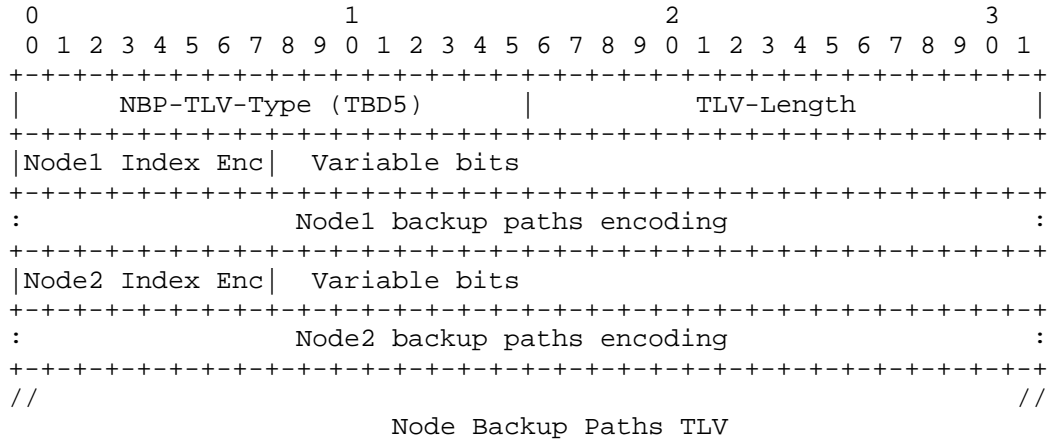 0                   1                   2                   3
 0 1 2 3 4 5 6 7 8 9 0 1 2 3 4 5 6 7 8 9 0 1 2 3 4 5 6 7 8 9 0 1
+-+-+-+-+-+-+-+-+-+-+-+-+-+-+-+-+-+-+-+-+-+-+-+-+-+-+-+-+-+-+-+-+
|      NBP-TLV-Type (TBD5)      |          TLV-Length           |
+-+-+-+-+-+-+-+-+-+-+-+-+-+-+-+-+-+-+-+-+-+-+-+-+-+-+-+-+-+-+-+-+
|Node1 Index Enc|  Variable bits
+-+-+-+-+-+-+-+-+-+-+-+-+-+-+-+-+-+-+-+-+-+-+-+-+-+-+-+-+-+-+-+-+
:                 Node1 backup paths encoding                   :
+-+-+-+-+-+-+-+-+-+-+-+-+-+-+-+-+-+-+-+-+-+-+-+-+-+-+-+-+-+-+-+-+
|Node2 Index Enc|  Variable bits
+-+-+-+-+-+-+-+-+-+-+-+-+-+-+-+-+-+-+-+-+-+-+-+-+-+-+-+-+-+-+-+-+
:                 Node2 backup paths encoding                   :
+-+-+-+-+-+-+-+-+-+-+-+-+-+-+-+-+-+-+-+-+-+-+-+-+-+-+-+-+-+-+-+-+
//                                                             //
                        Node Backup Paths TLV